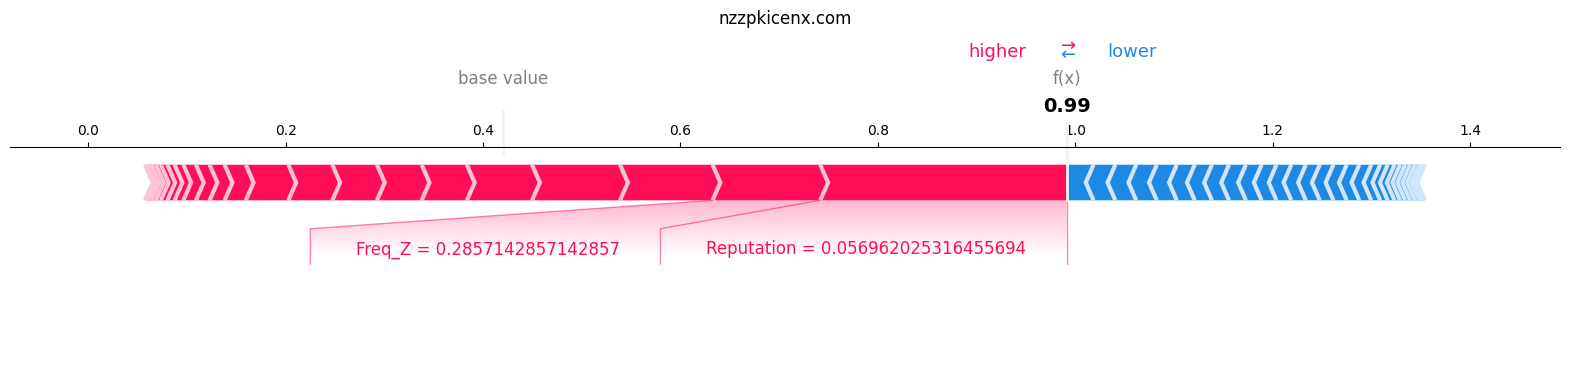 nzzpkicenx.com
higher ⇄ lower
base value f(x)
0.99
0.0 0.2 0.4 0.6 0.8 1.0 1.2 1.4
Freq_Z = 0.2857142857142857 Reputation = 0.056962025316455694